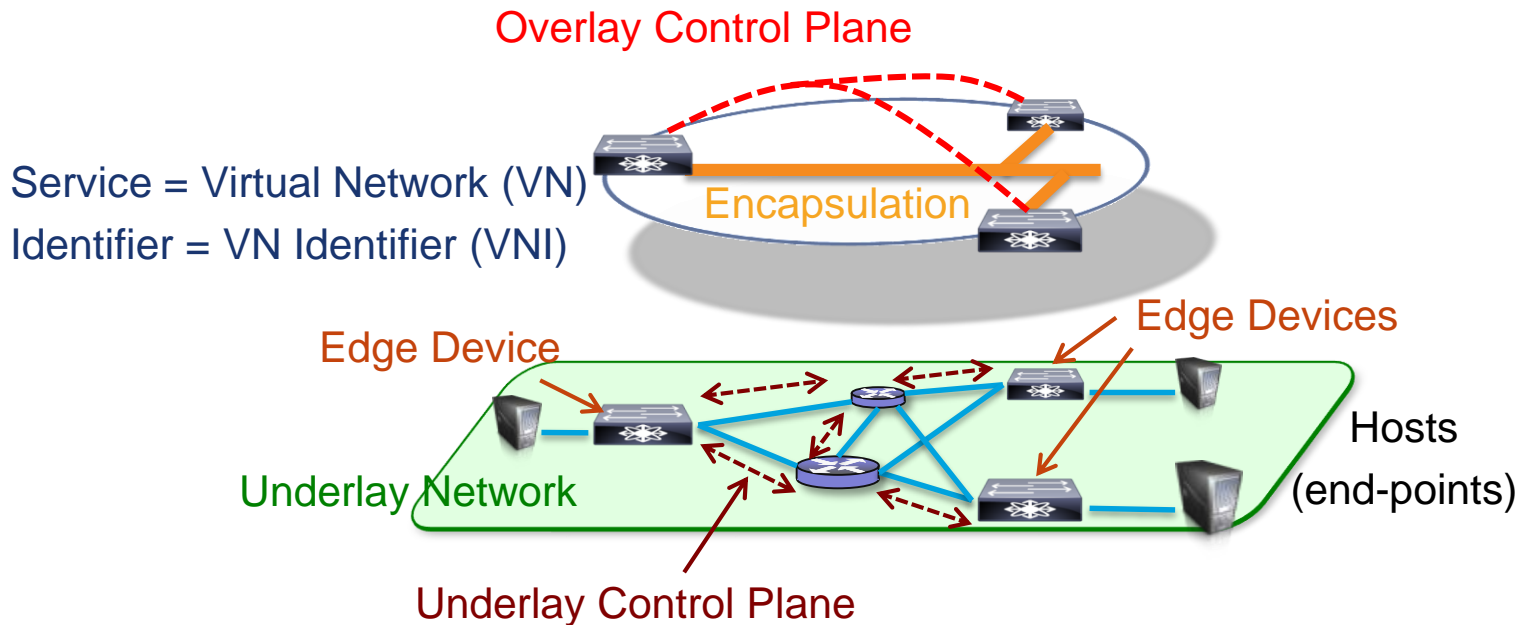 Overlay Control Plane
Service = Virtual Network (VN)
Identifier = VN Identifier (VNI)
Encapsulation
Edge Devices
Edge Device
Hosts
(end-points)
Underlay Network
Underlay Control Plane